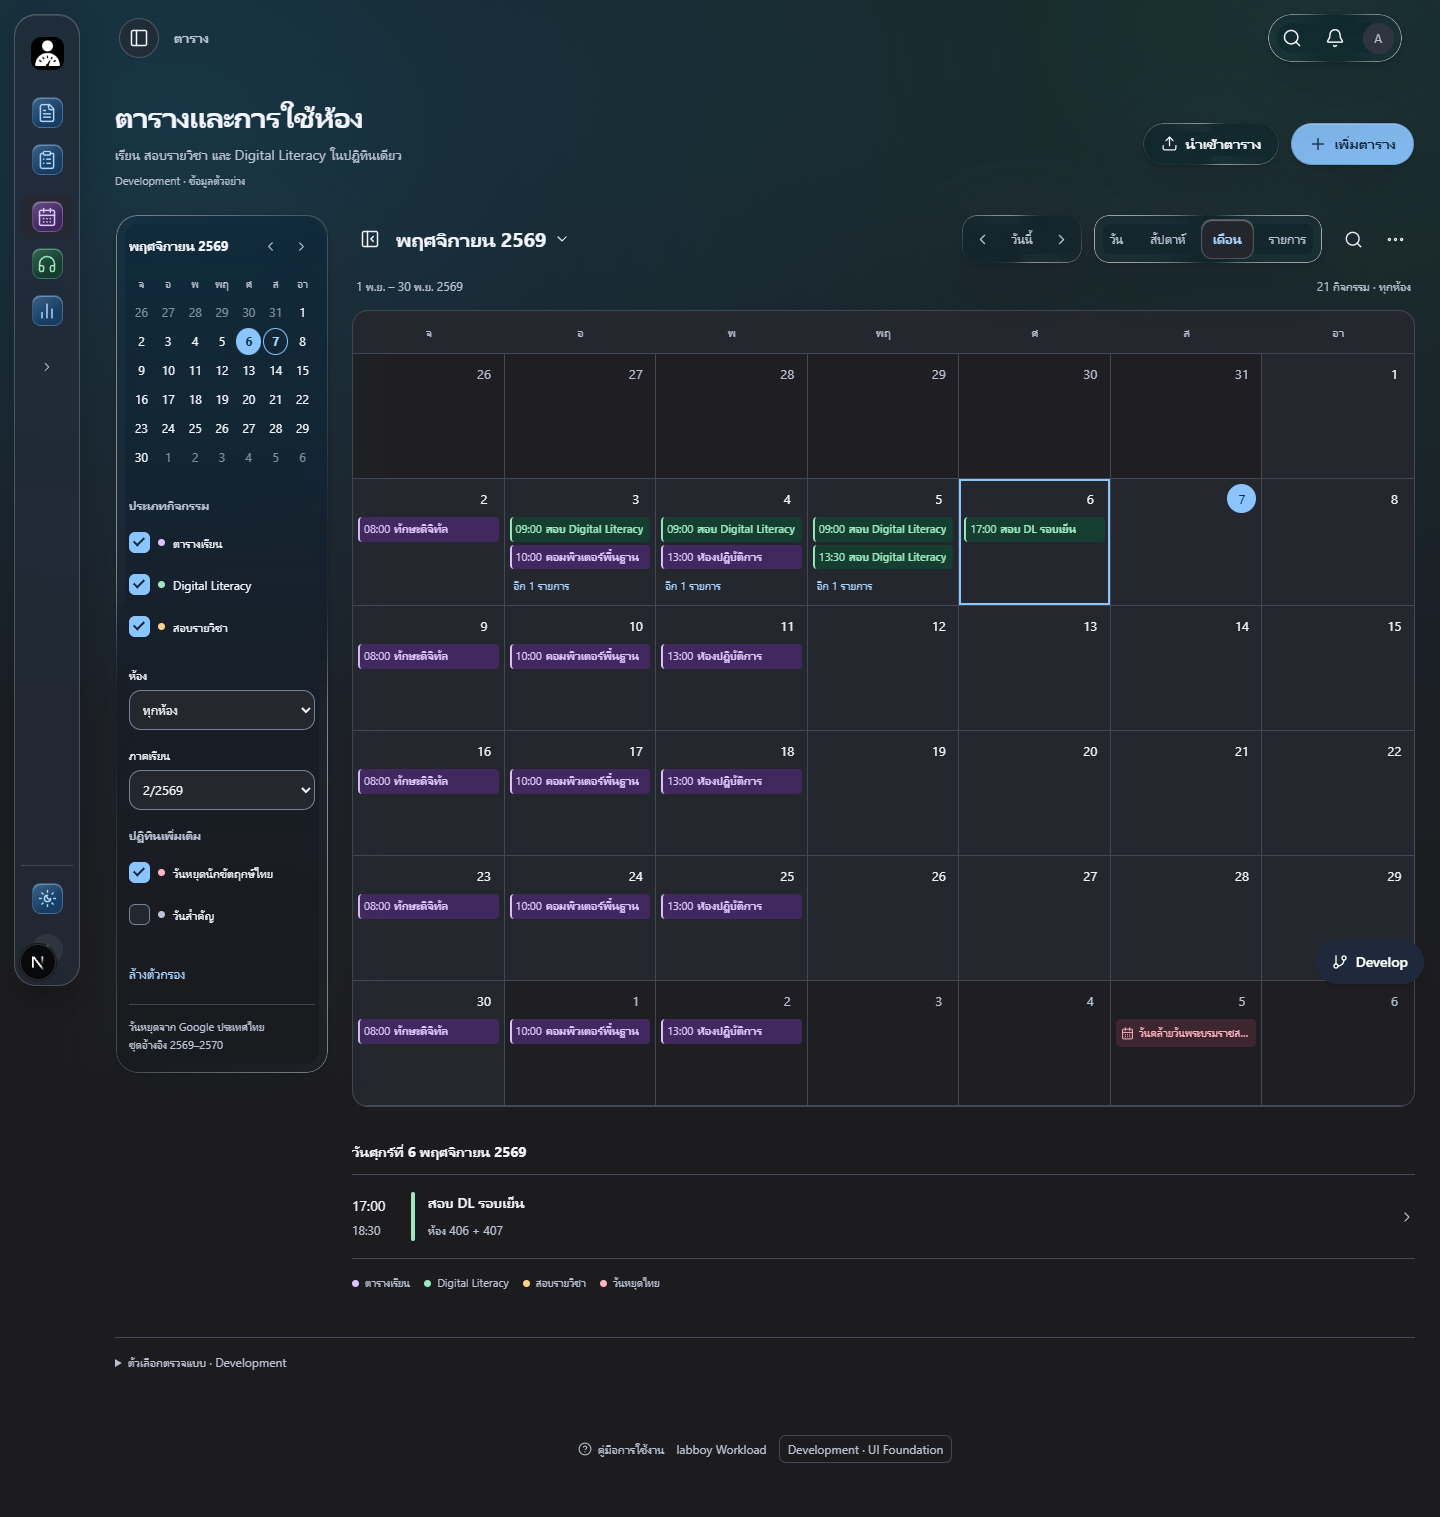 ตาราง
A
ตารางและการใช้ห้อง
เรียน สอบรายวิชา และ Digital Literacy ในปฏิทินเดียว
Development · ข้อมูลตัวอย่าง
นำเข้าตาราง
เพิ่มตาราง
พฤศจิกายน 2569
จ อ พ พฤ ศ ส อา
26 27 28 29 30 31 1
2 3 4 5 6 7 8
9 10 11 12 13 14 15
16 17 18 19 20 21 22
23 24 25 26 27 28 29
30 1 2 3 4 5 6
ประเภทกิจกรรม
ตารางเรียน
Digital Literacy
สอบรายวิชา
ห้อง
ทุกห้อง
ภาคเรียน
2/2569
ปฏิทินเพิ่มเติม
วันหยุดนักขัตฤกษ์ไทย
วันสำคัญ
ล้างตัวกรอง
วันหยุดจาก Google ประเทศไทย
ชุดอ้างอิง 2569–2570
N
พฤศจิกายน 2569
วันนี้
วัน สัปดาห์ เดือน รายการ
1 พ.ย. – 30 พ.ย. 2569
21 กิจกรรม · ทุกห้อง
จ อ พ พฤ ศ ส อา
26 27 28 29 30 31 1
2 3 4 5 6 7 8
08:00 ทักษะดิจิทัล 09:00 สอบ Digital Literacy 09:00 สอบ Digital Literacy 09:00 สอบ Digital Literacy 17:00 สอบ DL รอบเย็น
10:00 คอมพิวเตอร์พื้นฐาน 13:00 ห้องปฏิบัติการ 13:30 สอบ Digital Literacy
อีก 1 รายการ อีก 1 รายการ อีก 1 รายการ
9 10 11 12 13 14 15
08:00 ทักษะดิจิทัล 10:00 คอมพิวเตอร์พื้นฐาน 13:00 ห้องปฏิบัติการ
16 17 18 19 20 21 22
08:00 ทักษะดิจิทัล 10:00 คอมพิวเตอร์พื้นฐาน 13:00 ห้องปฏิบัติการ
23 24 25 26 27 28 29
08:00 ทักษะดิจิทัล 10:00 คอมพิวเตอร์พื้นฐาน 13:00 ห้องปฏิบัติการ
Develop
30 1 2 3 4 5 6
08:00 ทักษะดิจิทัล 10:00 คอมพิวเตอร์พื้นฐาน 13:00 ห้องปฏิบัติการ วันคล้ายวันพระบรมราชส...
วันศุกร์ที่ 6 พฤศจิกายน 2569
17:00 สอบ DL รอบเย็น
18:30 ห้อง 406 + 407
ตารางเรียน Digital Literacy สอบรายวิชา วันหยุดไทย
ตัวเลือกตรวจแบบ · Development
คู่มือการใช้งาน labboy Workload Development · UI Foundation